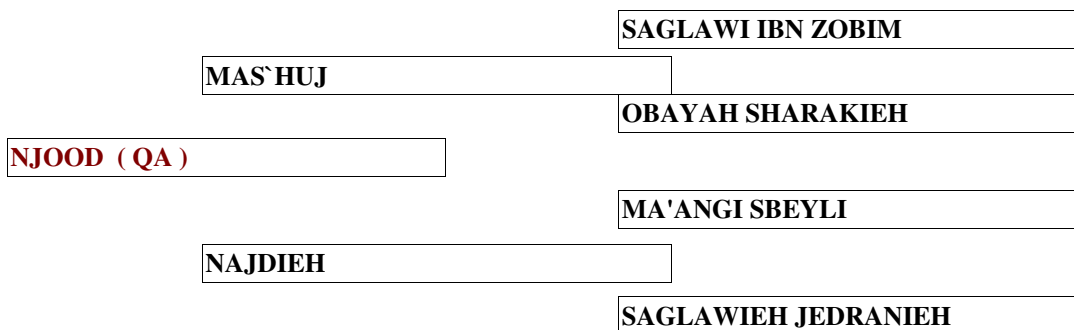 SAGLAWI IBN ZOBIM
MAS`HUJ
OBAYAH SHARAKIEH
NJOOD ( QA )
MA'ANGI SBEYLI
NAJDIEH
SAGLAWIEH JEDRANIEH